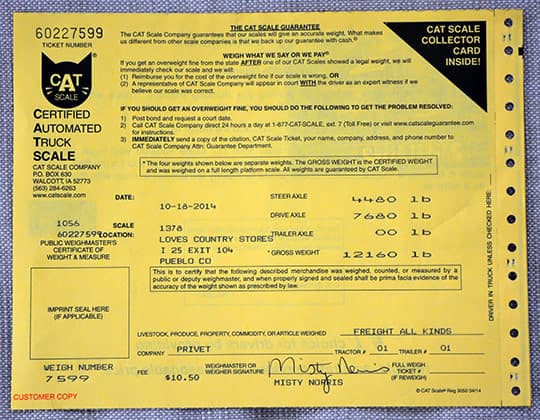 60227599
TICKET NUMBER
CAT
SCALE
CERTIFIED
AUTOMATED
TRUCK
SCALE
CAT SCALE COMPANY
P.O. BOX 630
WALCOTT, IA 52773
(563) 284-6263
www.catscale.com
THE CAT SCALE GUARANTEE
The CAT Scale Company guarantees that our scales will give an accurate weight. What makes
us different from other scale companies is that we back up our guarantee with cash.®
WEIGH WHAT WE SAY OR WE PAY®
If you get an overweight fine from the state AFTER one of our CAT Scales showed a legal weight, we will
immediately check our scale and we will:
(1) Reimburse you for the cost of the overweight fine if our scale is wrong, OR
(2) A representative of CAT Scale Company will appear in court WITH the driver as an expert witness if we
believe our scale was correct.
IF YOU SHOULD GET AN OVERWEIGHT FINE, YOU SHOULD DO THE FOLLOWING TO GET THE PROBLEM RESOLVED:
1) Post bond and request a court date.
2) Call CAT Scale Company direct 24 hours a day at 1-877-CAT-SCALE, ext. 7 (Toll Free) or visit www.catscaleguarantee.com
for instructions.
3) IMMEDIATELY send a copy of the citation, CAT Scale Ticket, your name, company, address, and phone number to
CAT Scale Company Attn: Guarantee Department.
CAT SCALE
COLLECTOR
CARD
INSIDE!
* The four weights shown below are separate weights. The GROSS WEIGHT is the CERTIFIED WEIGHT
and was weighed on a full length platform scale. All weights are guaranteed by CAT Scale.
DATE: 10-18-2014
STEER AXLE 4480 lb
DRIVE AXLE 7680 lb
TRAILER AXLE 00 lb
* GROSS WEIGHT 12160 lb
1056
60227599
SCALE
LOCATION:
1378
LOVES COUNTRY STORES
I 25 EXIT 104
PUEBLO CO
PUBLIC WEIGHMASTER'S
CERTIFICATE OF
WEIGHT & MEASURE
This is to certify that the following described merchandise was weighed, counted, or measured by a
public or deputy weighmaster, and when properly signed and sealed shall be prima facia evidence of the
accuracy of the weight shown as prescribed by law.
DRIVER IN TRUCK UNLESS CHECKED HERE:
IMPRINT SEAL HERE
(IF APPLICABLE)
LIVESTOCK, PRODUCE, PROPERTY, COMMODITY, OR ARTICLE WEIGHED FREIGHT ALL KINDS
COMPANY PRIVET TRACTOR # 01 TRAILER # 01
WEIGH NUMBER
7599
FEE $10.50
WEIGHMASTER OR
WEIGHER SIGNATURE Misty Norris
MISTY NORRIS
FULL WEIGH
TICKET #
(IF REWEIGH)
CUSTOMER COPY
© CAT Scale® Reg 3050 04/14